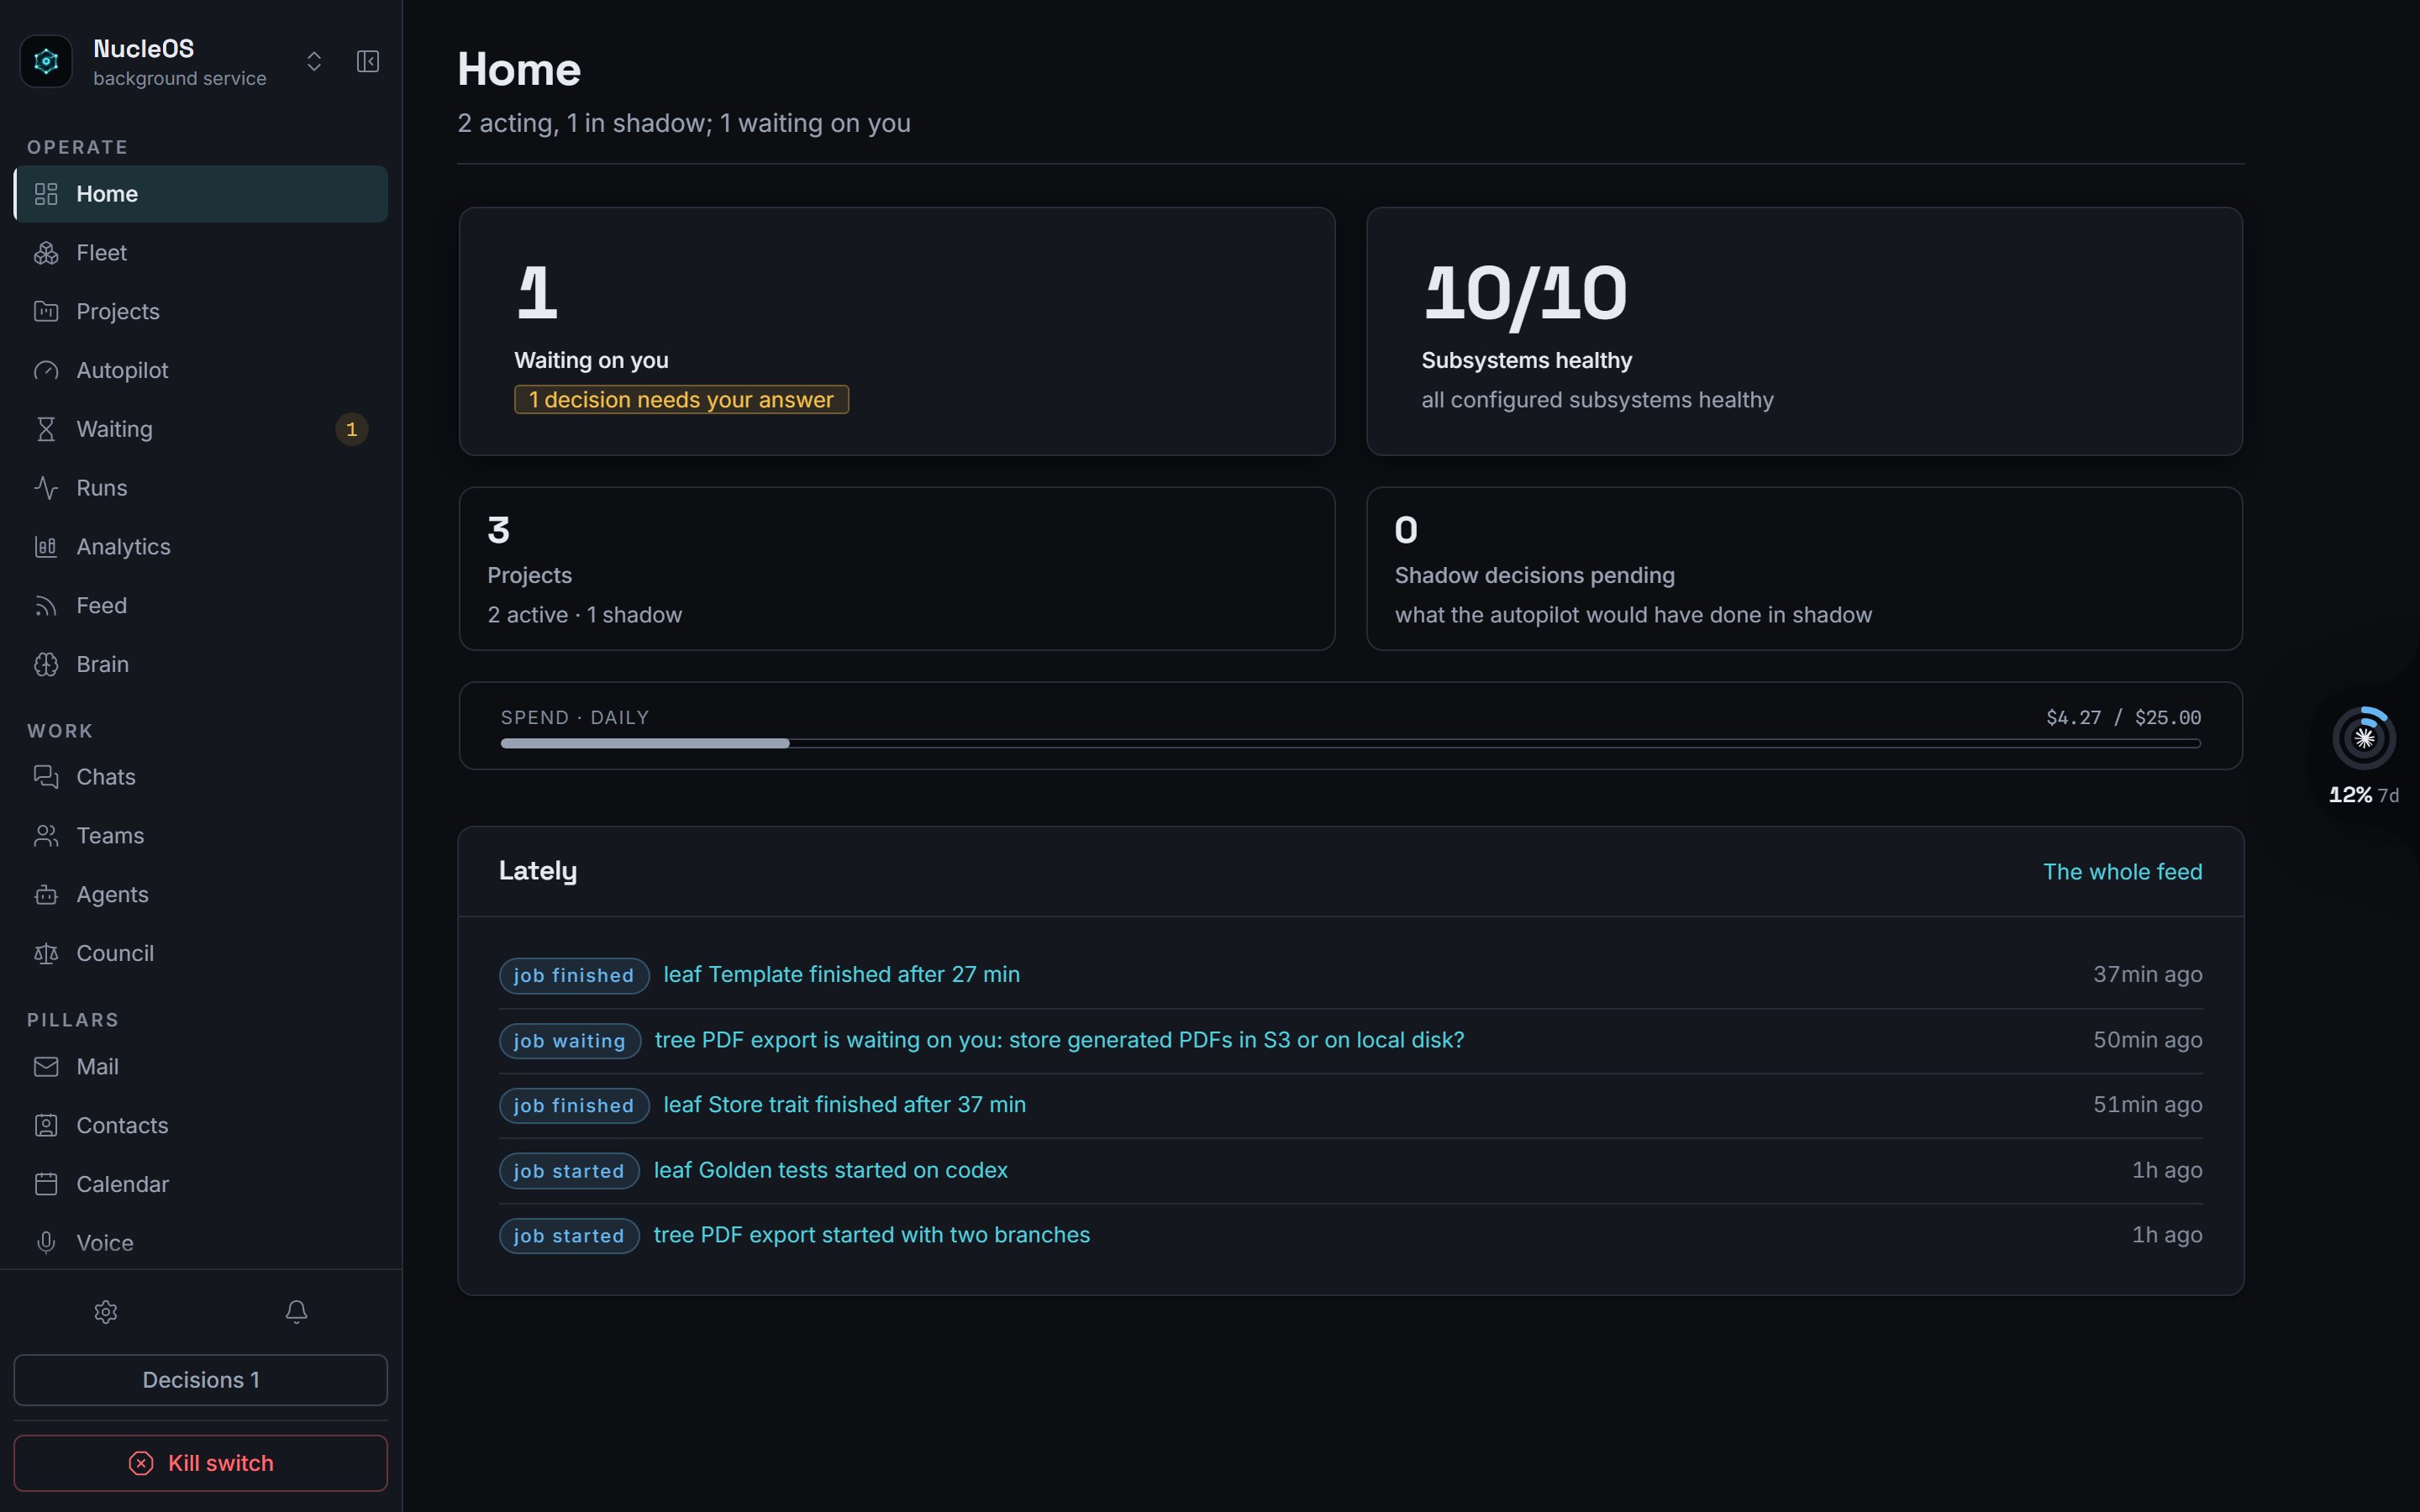 NucleOS
background service
OPERATE
Home
Fleet
Projects
Autopilot
Waiting 1
Runs
Analytics
Feed
Brain
WORK
Chats
Teams
Agents
Council
PILLARS
Mail
Contacts
Calendar
Voice
Decisions 1
Kill switch
Home
2 acting, 1 in shadow; 1 waiting on you
1
Waiting on you
1 decision needs your answer
10/10
Subsystems healthy
all configured subsystems healthy
3
Projects
2 active · 1 shadow
0
Shadow decisions pending
what the autopilot would have done in shadow
SPEND · DAILY $4.27 / $25.00
Lately The whole feed
job finished leaf Template finished after 27 min 37min ago
job waiting tree PDF export is waiting on you: store generated PDFs in S3 or on local disk? 50min ago
job finished leaf Store trait finished after 37 min 51min ago
job started leaf Golden tests started on codex 1h ago
job started tree PDF export started with two branches 1h ago
12% 7d